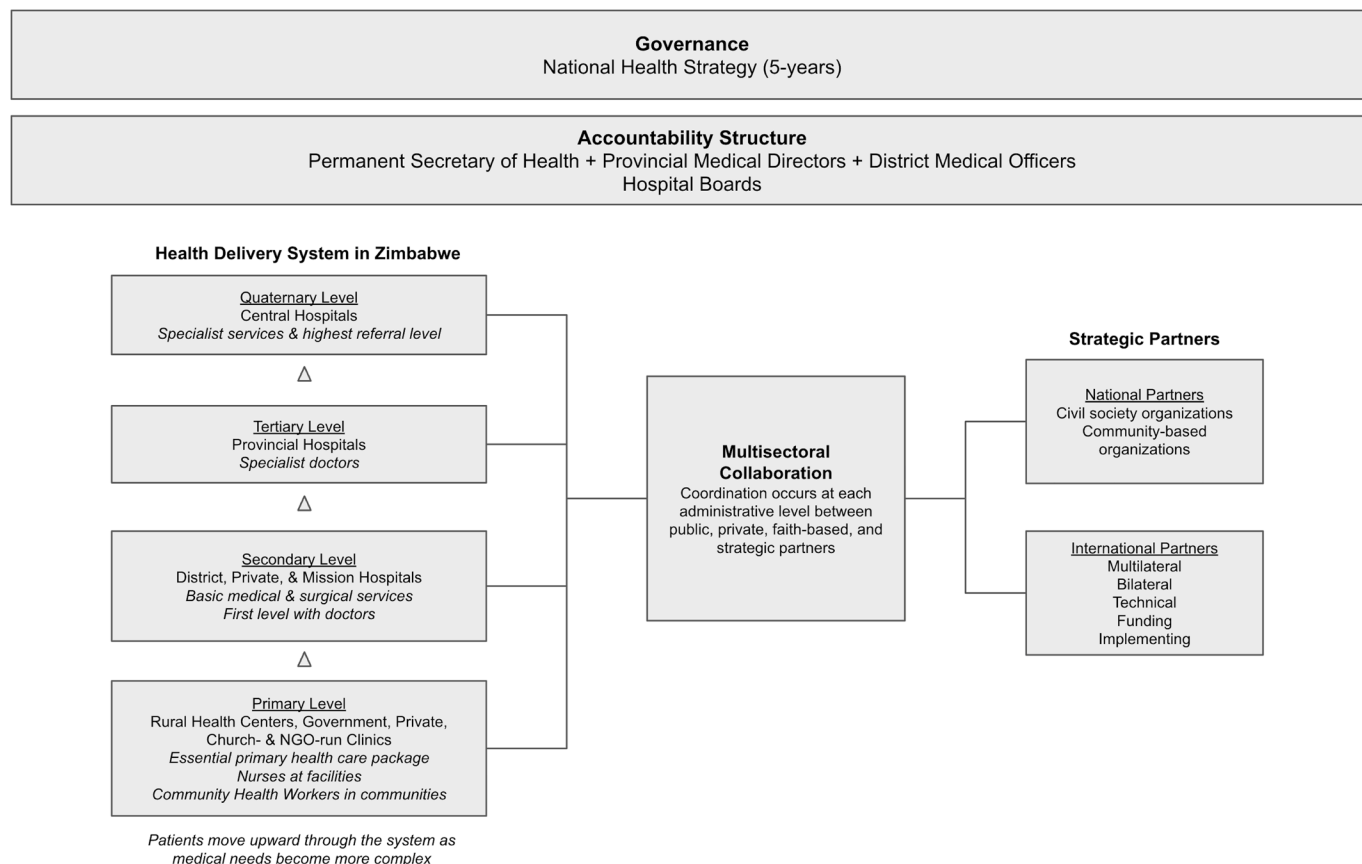 Governance
National Health Strategy (5-years)
Accountability Structure
Permanent Secretary of Health + Provincial Medical Directors + District Medical Officers
Hospital Boards
Health Delivery System in Zimbabwe
Quaternary Level
Central Hospitals
Specialist services & highest referral level
Tertiary Level
Provincial Hospitals
Specialist doctors
Secondary Level
District, Private, & Mission Hospitals
Basic medical & surgical services
First level with doctors
Primary Level
Rural Health Centers, Government, Private,
Church- & NGO-run Clinics
Essential primary health care package
Nurses at facilities
Community Health Workers in communities
Patients move upward through the system as
medical needs become more complex
Multisectoral
Collaboration
Coordination occurs at each
administrative level between
public, private, faith-based, and
strategic partners
Strategic Partners
National Partners
Civil society organizations
Community-based
organizations
International Partners
Multilateral
Bilateral
Technical
Funding
Implementing